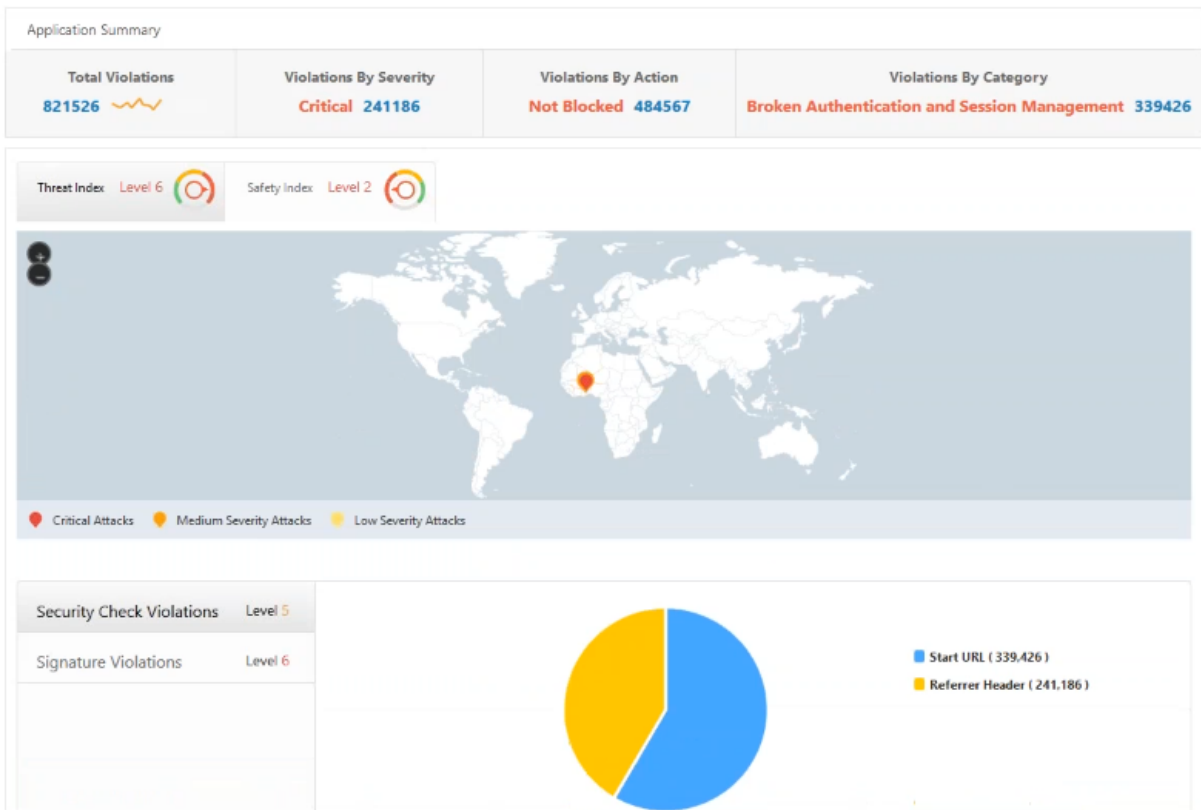 Application Summary
Total Violations
821526
Violations By Severity
Critical 241186
Violations By Action
Not Blocked 484567
Violations By Category
Broken Authentication and Session Management 339426
Threat Index Level 6
Safety Index Level 2
+
−
Critical Attacks
Medium Severity Attacks
Low Severity Attacks
Security Check Violations Level 5
Signature Violations Level 6
Start URL ( 339,426 )
Referrer Header ( 241,186 )